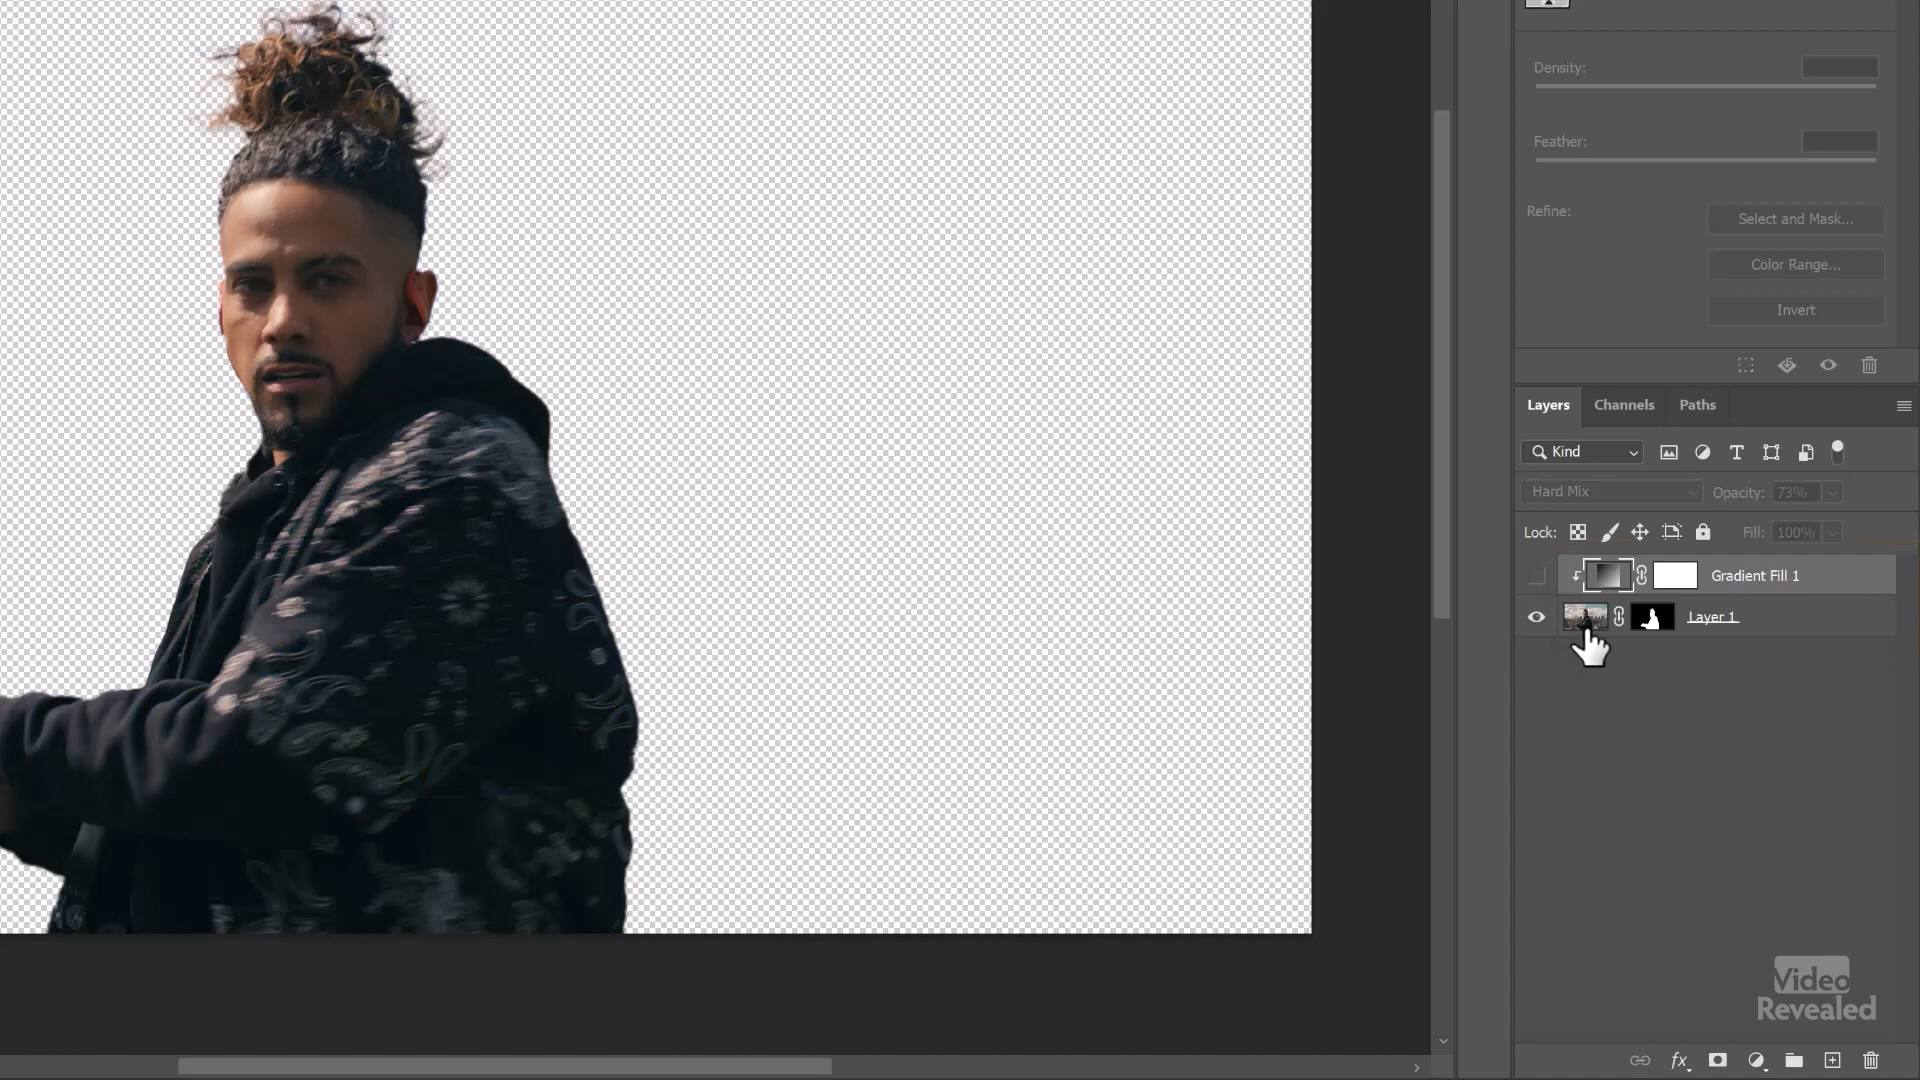 Density:
Feather:
Refine:
Select and Mask...
Color Range...
Invert
Layers Channels Paths
Kind
Hard Mix Opacity: 73%
Lock: Fill: 100%
Gradient Fill 1
Layer 1
Video
Revealed
fx